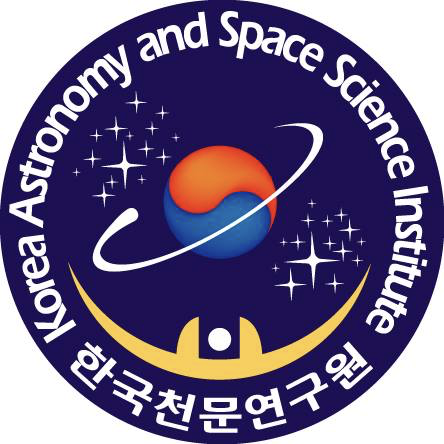 Korea Astronomy and Space Science Institute
한국천문연구원